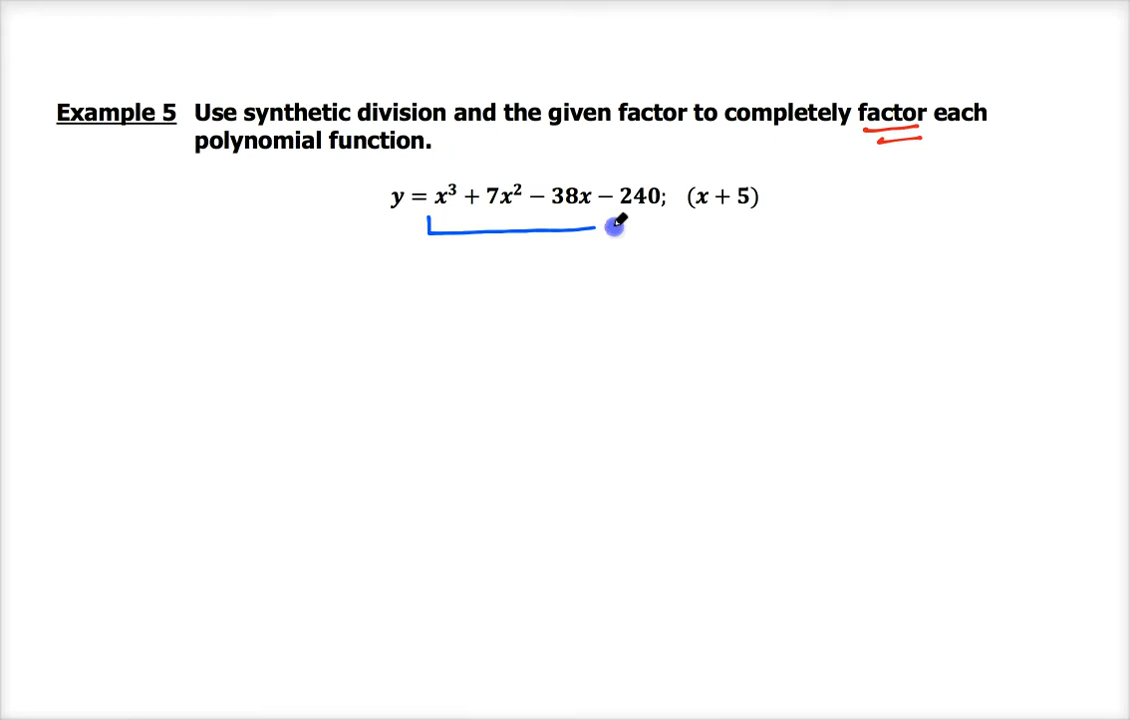 Example 5 Use synthetic division and the given factor to completely factor each
polynomial function.
y = x³ + 7x² − 38x − 240; (x + 5)